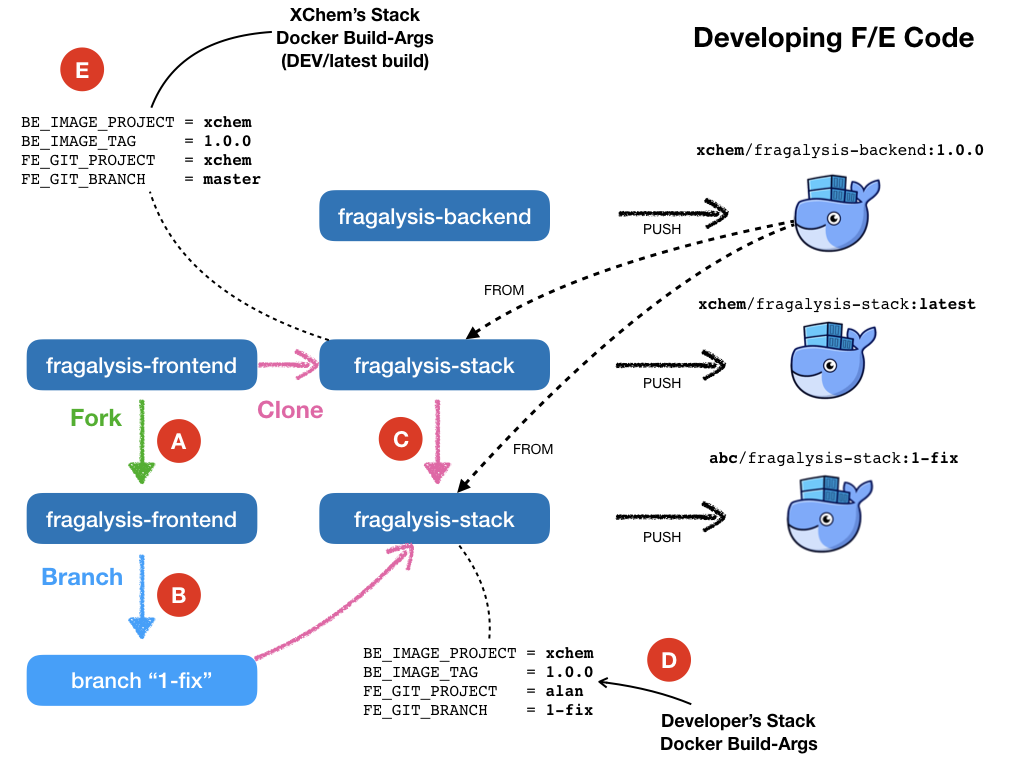 XChem’s Stack
Docker Build-Args
(DEV/latest build)
Developing F/E Code
E
BE_IMAGE_PROJECT = xchem
BE_IMAGE_TAG     = 1.0.0
FE_GIT_PROJECT   = xchem
FE_GIT_BRANCH    = master
xchem/fragalysis-backend:1.0.0
fragalysis-backend
PUSH
FROM
xchem/fragalysis-stack:latest
fragalysis-frontend
fragalysis-stack
PUSH
Clone
Fork
A
C
FROM
abc/fragalysis-stack:1-fix
fragalysis-frontend
fragalysis-stack
PUSH
Branch
B
branch “1-fix”
BE_IMAGE_PROJECT = xchem
BE_IMAGE_TAG     = 1.0.0
FE_GIT_PROJECT   = alan
FE_GIT_BRANCH    = 1-fix
D
Developer’s Stack
Docker Build-Args